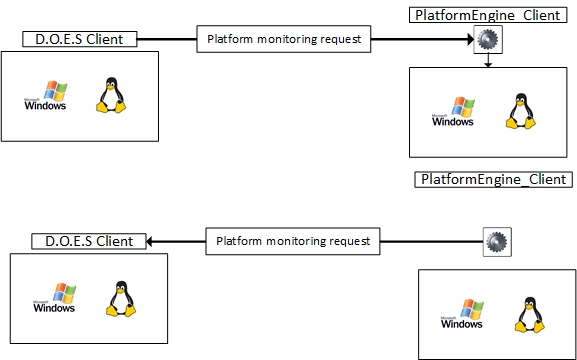 PlatformEngine_Client
D.O.E.S Client
Platform monitoring request
Microsoft
Windows
Microsoft
Windows
PlatformEngine_Client
D.O.E.S Client
Platform monitoring request
Microsoft
Windows
Microsoft
Windows